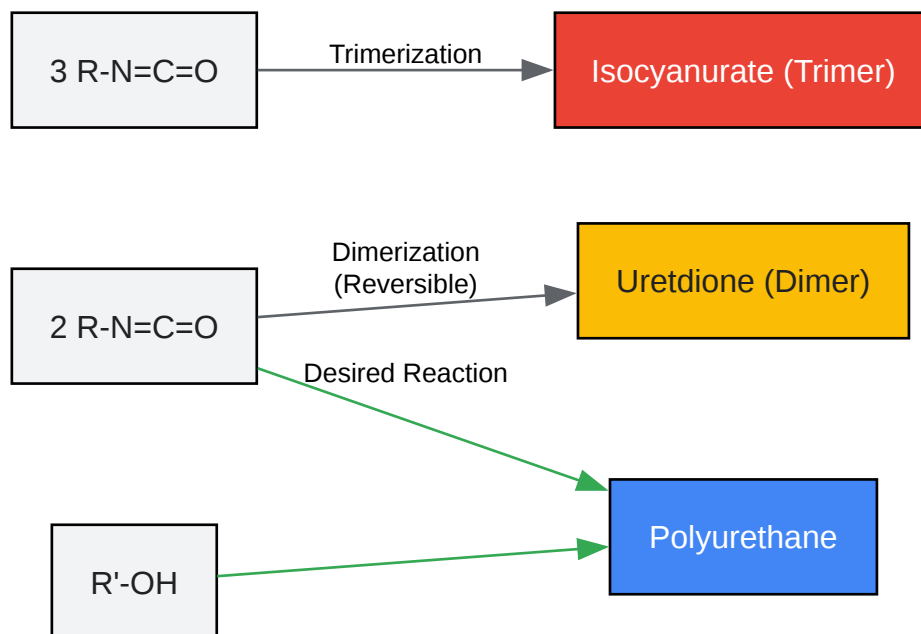 3 R-N=C=O
Trimerization
Isocyanurate (Trimer)
2 R-N=C=O
Dimerization
(Reversible)
Uretdione (Dimer)
Desired Reaction
R'-OH
Polyurethane